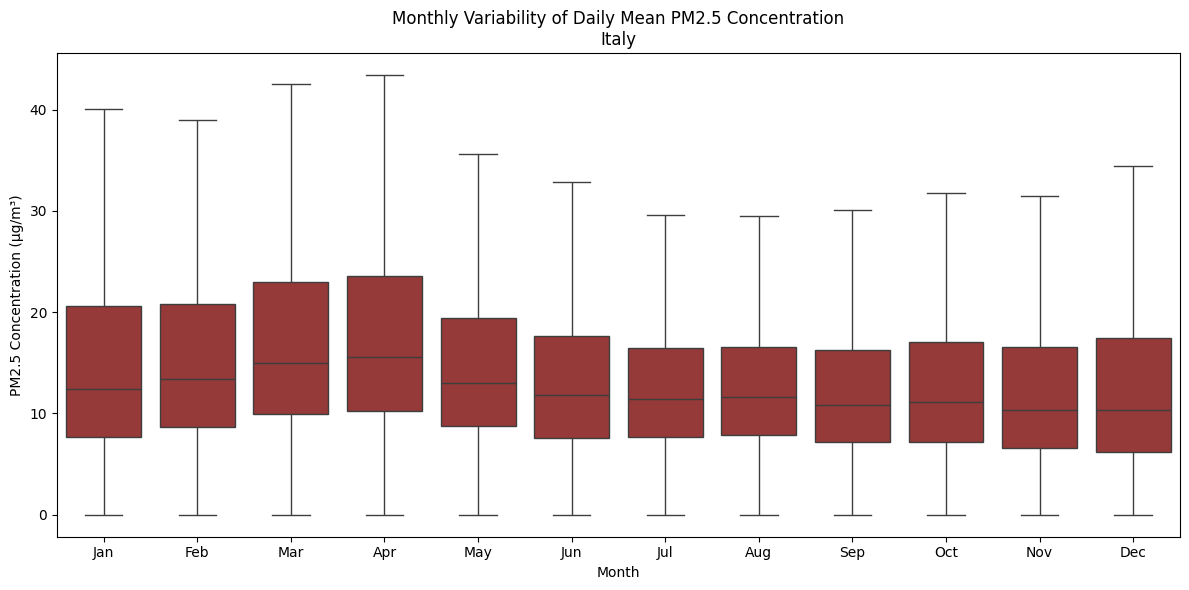 Monthly Variability of Daily Mean PM2.5 Concentration
Italy
PM2.5 Concentration (µg/m³)
40
30
20
10
0
Jan Feb Mar Apr May Jun Jul Aug Sep Oct Nov Dec
Month